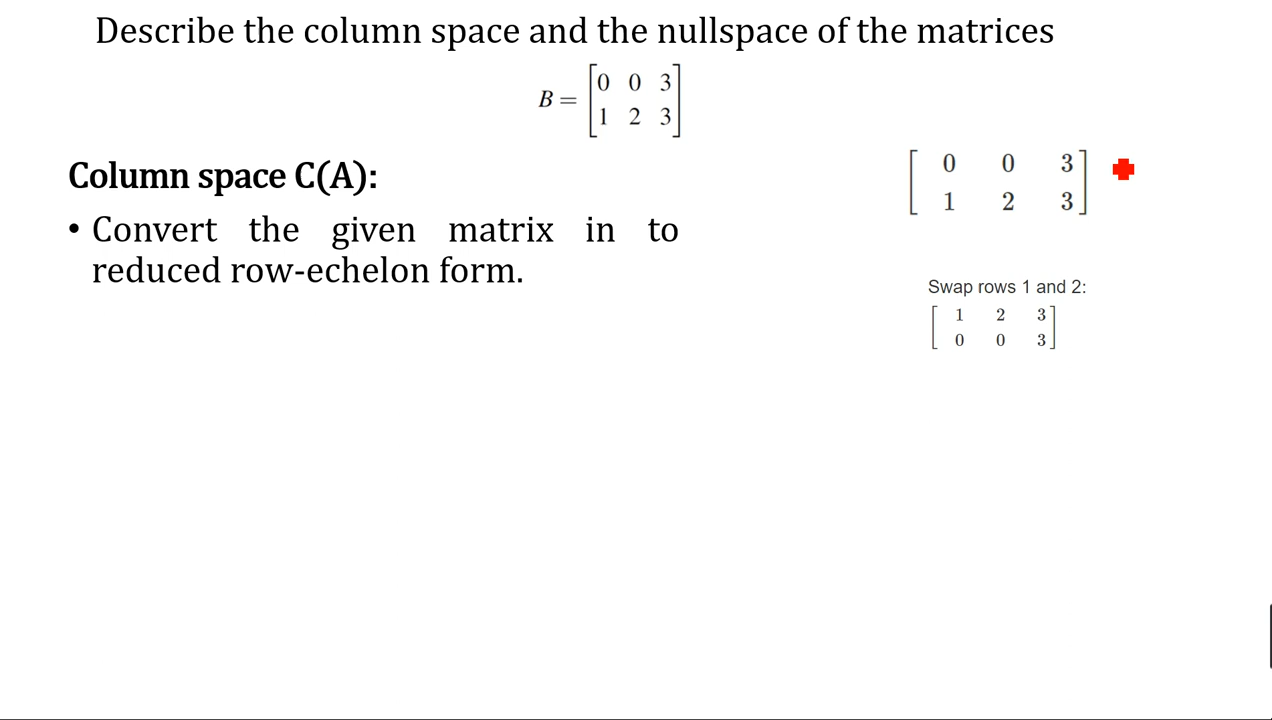 Describe the column space and the nullspace of the matrices
B = [0 0 3
1 2 3]
Column space C(A):
• Convert the given matrix in to
reduced row-echelon form.
[0 0 3
1 2 3]
Swap rows 1 and 2:
[1 2 3
0 0 3]